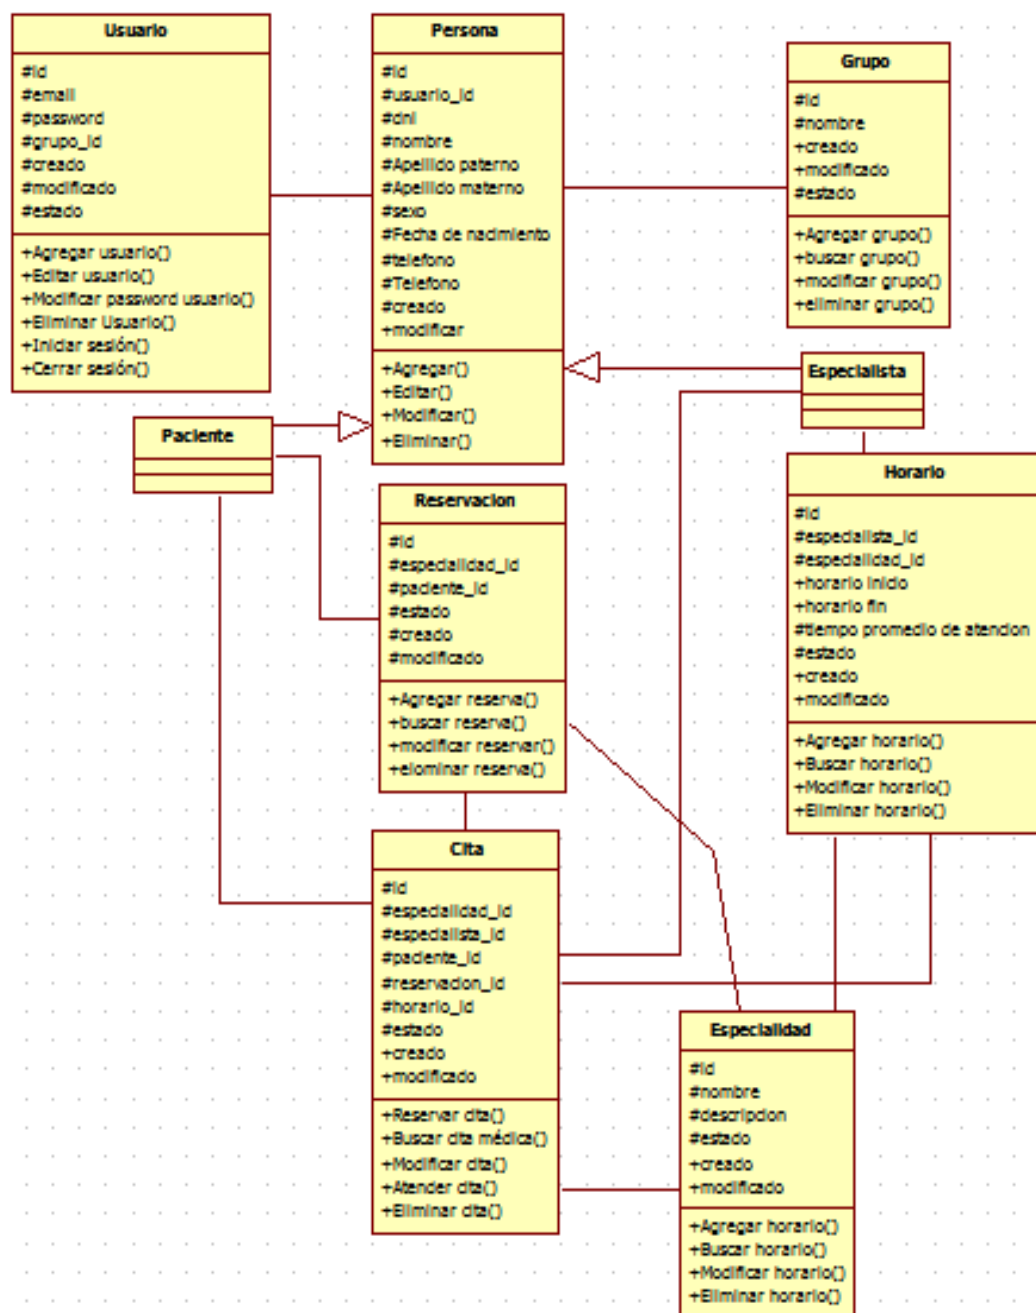 Usuario
#id
#email
#password
#grupo_id
#creado
#modificado
#estado
+Agregar usuario()
+Editar usuario()
+Modificar password usuario()
+Eliminar Usuario()
+Iniciar sesión()
+Cerrar sesión()
Persona
#id
#usuario_id
#dni
#nombre
#Apellido paterno
#Apellido materno
#sexo
#Fecha de nacimiento
#telefono
#Telefono
#creado
+modificar
+Agregar()
+Editar()
+Modificar()
+Eliminar()
Grupo
#id
#nombre
+creado
+modificado
#estado
+Agregar grupo()
+buscar grupo()
+modificar grupo()
+eliminar grupo()
Especialista
Paciente
Reservacion
#id
#especialidad_id
#paciente_id
#estado
#creado
#modificado
+Agregar reserva()
+buscar reserva()
+modificar reservar()
+elominar reserva()
Horario
#id
#especialista_id
#especialidad_id
+horario inicio
+horario fin
#tiempo promedio de atencion
#estado
+creado
+modificado
+Agregar horario()
+Buscar horario()
+Modificar horario()
+Eliminar horario()
Cita
#id
#especialidad_id
#especialista_id
#paciente_id
#reservacion_id
#horario_id
#estado
+creado
+modificado
+Reservar cita()
+Buscar cita médica()
+Modificar cita()
+Atender cita()
+Eliminar cita()
Especialidad
#id
#nombre
#descripcion
#estado
+creado
+modificado
+Agregar horario()
+Buscar horario()
+Modificar horario()
+Eliminar horario()